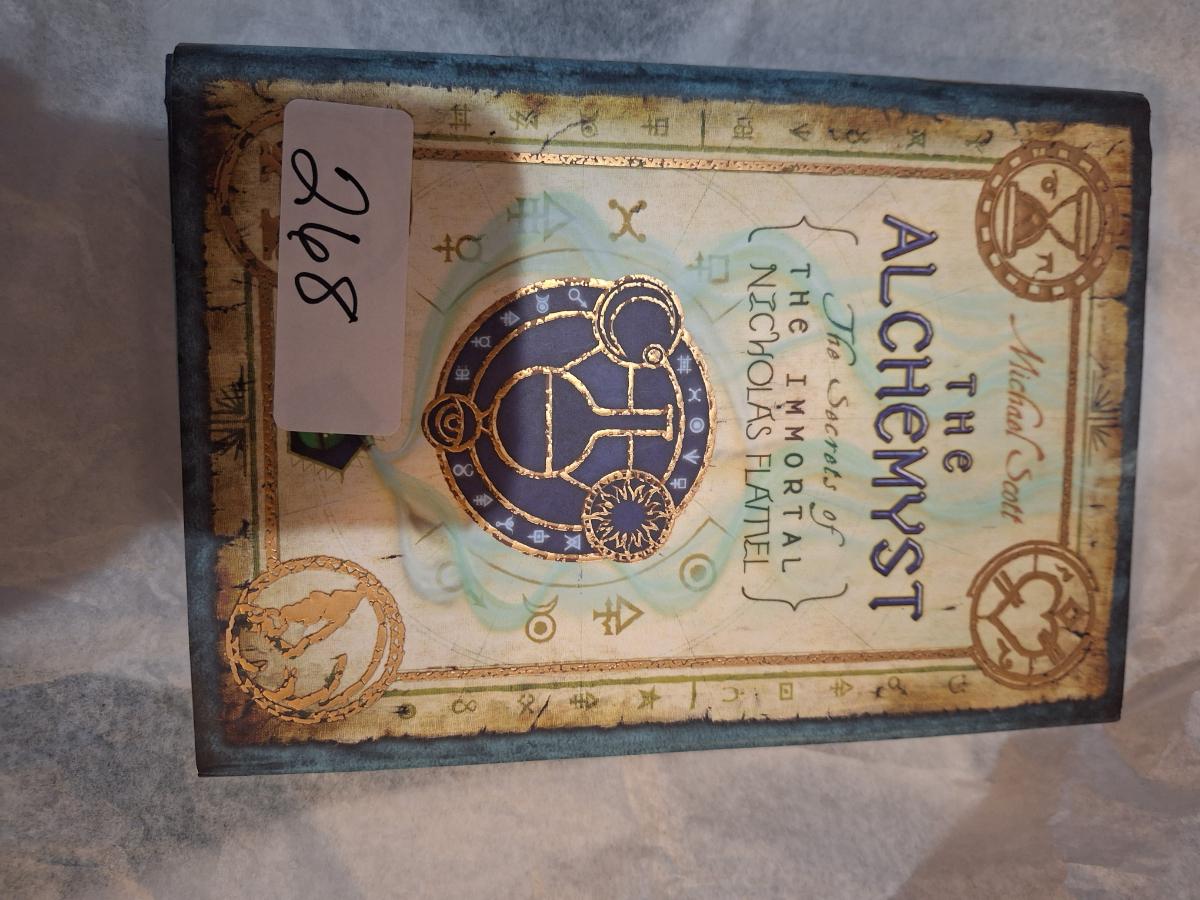 Michael Scott
THE
ALCHEMYST
{ The Secrets of
THE IMMORTAL
NICHOLAS FLAMEL }
268